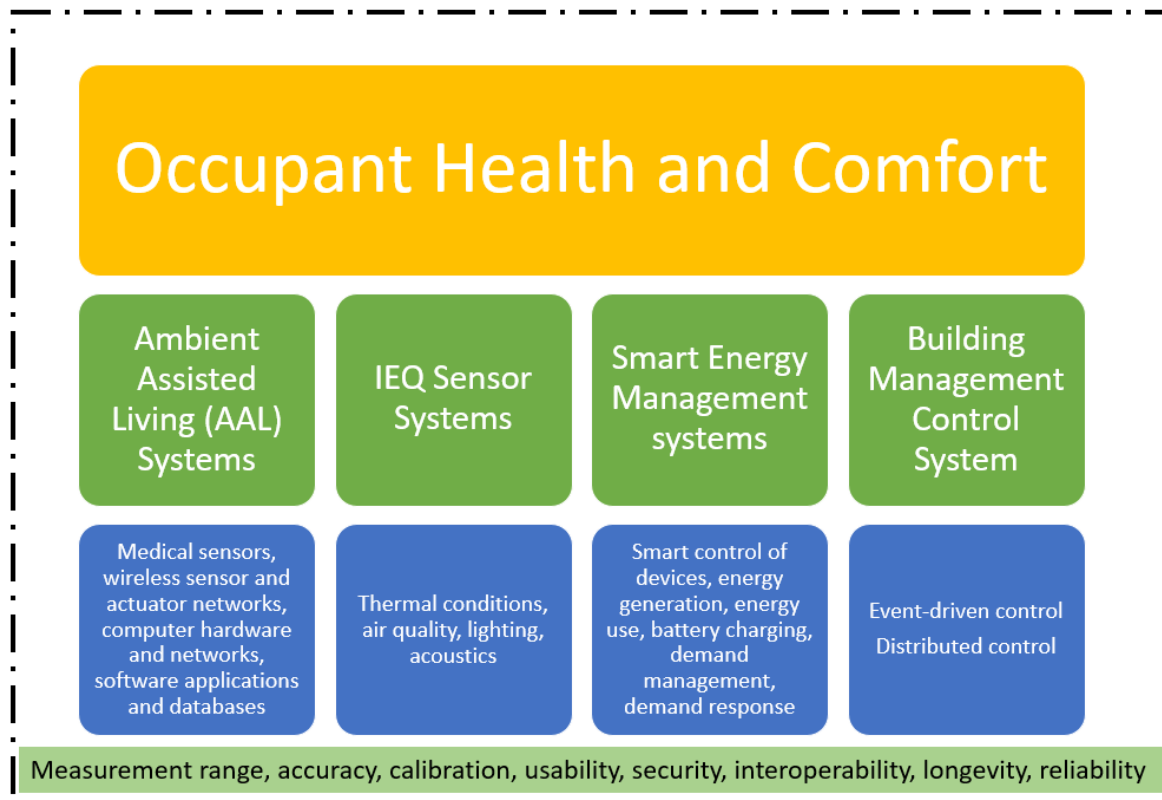 Occupant Health and Comfort
Ambient
Assisted
Living (AAL)
Systems
IEQ Sensor
Systems
Smart Energy
Management
systems
Building
Management
Control
System
Medical sensors,
wireless sensor and
actuator networks,
computer hardware
and networks,
software applications
and databases
Thermal conditions,
air quality, lighting,
acoustics
Smart control of
devices, energy
generation, energy
use, battery charging,
demand
management,
demand response
Event-driven control
Distributed control
Measurement range, accuracy, calibration, usability, security, interoperability, longevity, reliability